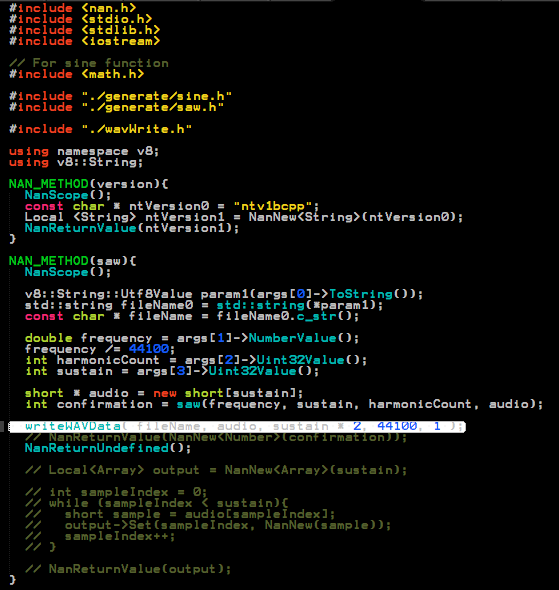 #include <nan.h>
#include <stdio.h>
#include <stdlib.h>
#include <iostream>
// For sine function
#include <math.h>
#include "./generate/sine.h"
#include "./generate/saw.h"
#include "./wavWrite.h"
using namespace v8;
using v8::String;
NAN_METHOD(version){
  NanScope();
  const char * ntVersion0 = "ntv1bcpp";
  Local <String> ntVersion1 = NanNew<String>(ntVersion0);
  NanReturnValue(ntVersion1);
}
NAN_METHOD(saw){
  NanScope();
  v8::String::Utf8Value param1(args[0]->ToString());
  std::string fileName0 = std::string(*param1);
  const char * fileName = fileName0.c_str();
  double frequency = args[1]->NumberValue();
  frequency /= 44100;
  int harmonicCount = args[2]->Uint32Value();
  int sustain = args[3]->Uint32Value();
  short * audio = new short[sustain];
  int confirmation = saw(frequency, sustain, harmonicCount, audio);
  writeWAVData( fileName, audio, sustain * 2, 44100, 1 );
  // NanReturnValue(NanNew<Number>(confirmation));
  NanReturnUndefined();
  // Local<Array> output = NanNew<Array>(sustain);
  // int sampleIndex = 0;
  // while (sampleIndex < sustain){
  //   short sample = audio[sampleIndex];
  //   output->Set(sampleIndex, NanNew(sample));
  //   sampleIndex++;
  // }
  // NanReturnValue(output);
}